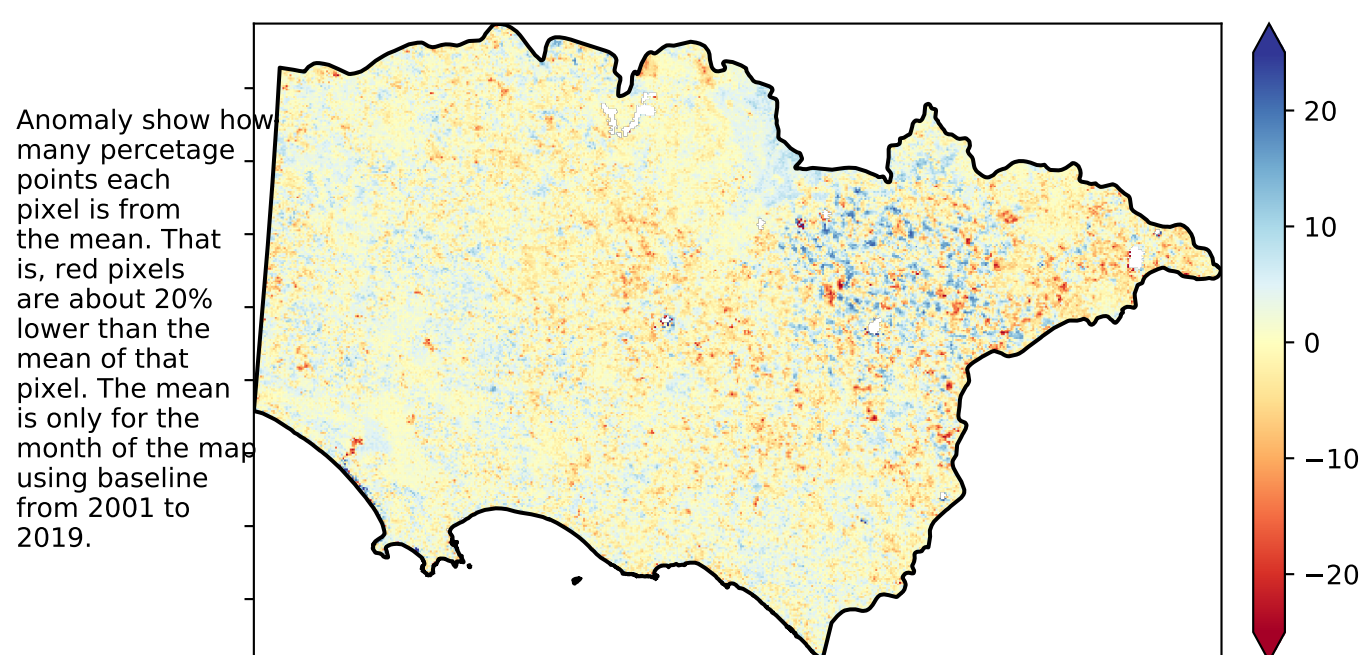 Anomaly show how
many percetage
points each
pixel is from
the mean. That
is, red pixels
are about 20%
lower than the
mean of that
pixel. The mean
is only for the
month of the map
using baseline
from 2001 to
2019.
20
10
0
−10
−20